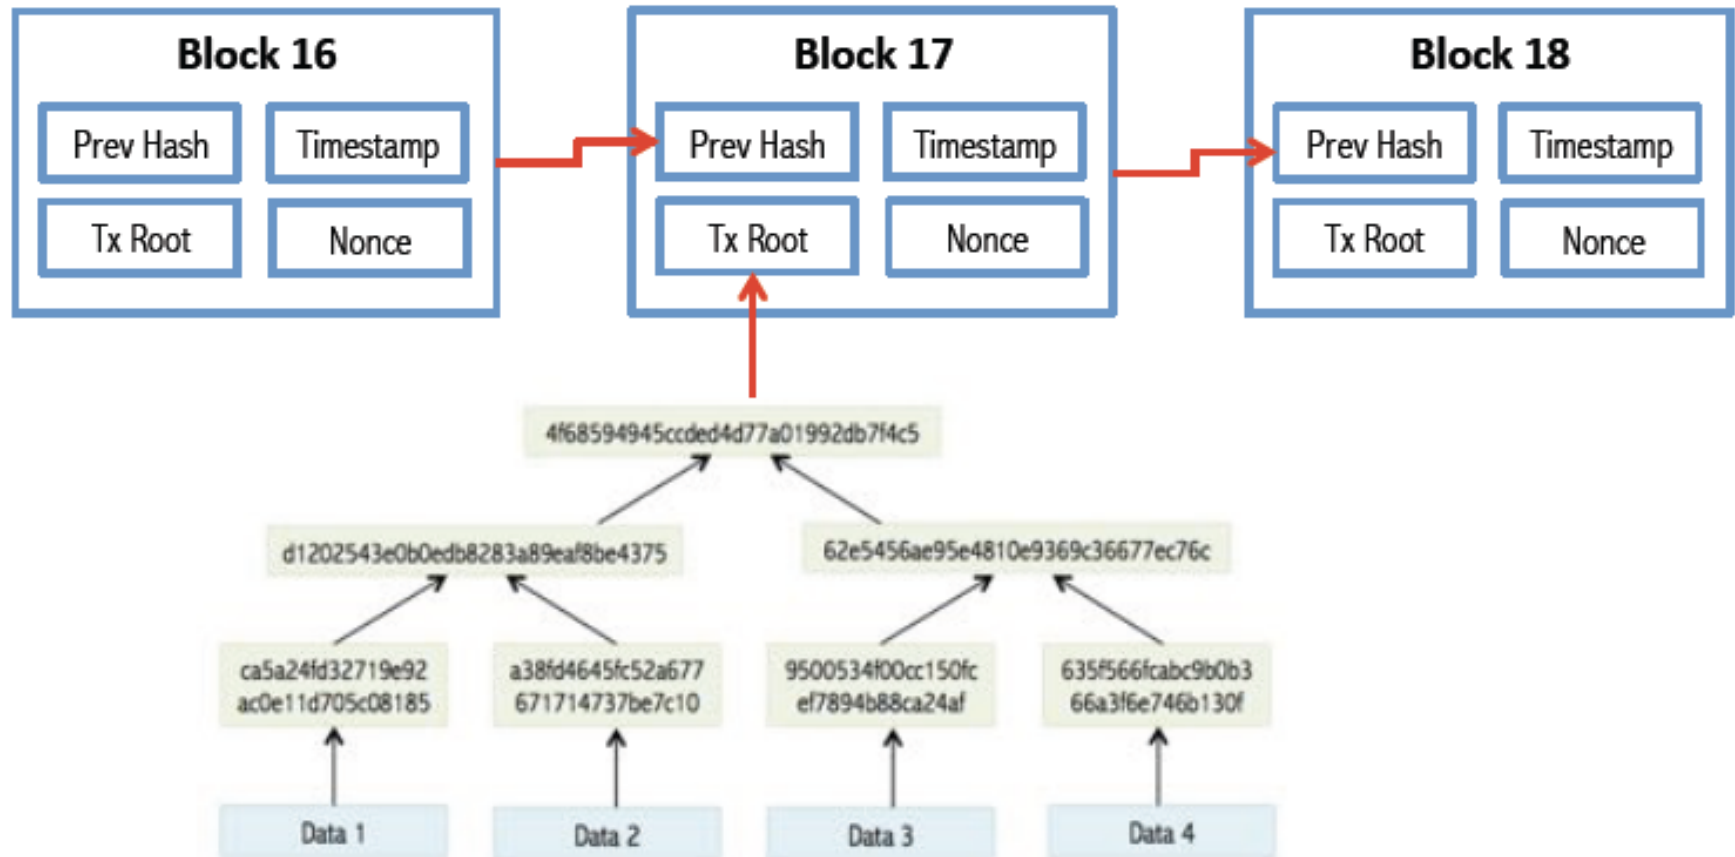 Block 16
Block 17
Block 18
Prev Hash
Timestamp
Prev Hash
Timestamp
Prev Hash
Timestamp
Tx Root
Nonce
Tx Root
Nonce
Tx Root
Nonce
4f68594945ccded4d77a01992db7f4c5
d1202543e0b0edb8283a89eaf8be4375
62e5456ae95e4810e9369c36677ec76c
ca5a24fd32719e92
ac0e11d705c08185
a38fd4645fc52a677
671714737be7c10
9500534f00cc150fc
ef7894b88ca24af
635f566fcabc9b0b3
66a3f6e746b130f
Data 1
Data 2
Data 3
Data 4